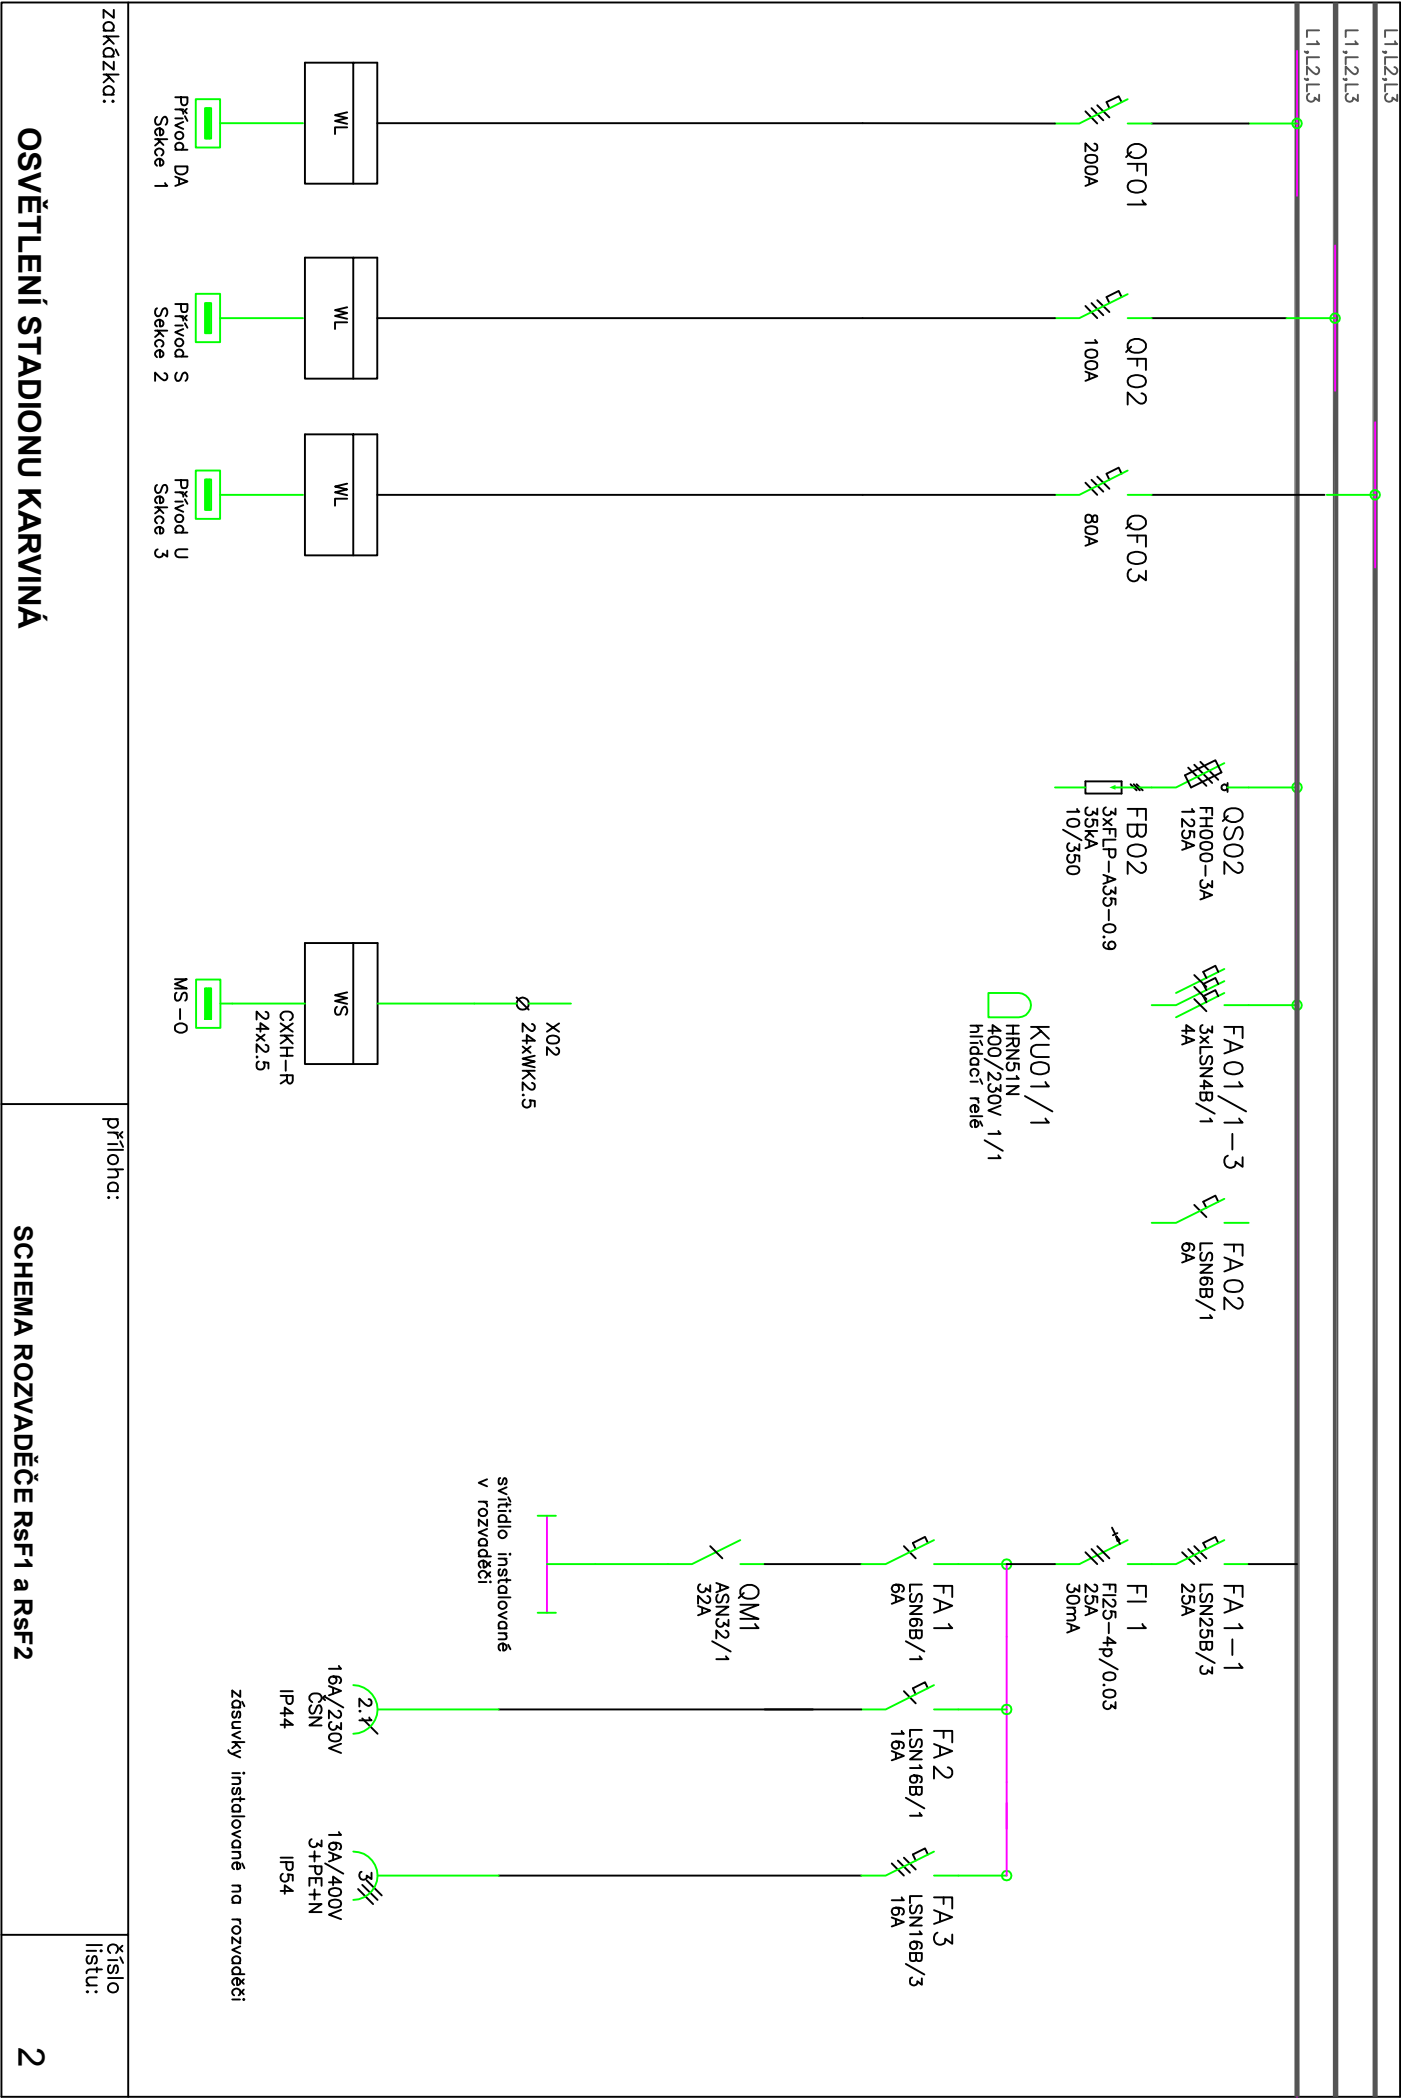 L1,L2,L3
L1,L2,L3
L1,L2,L3
QF01
200A
WL
Přívod DA
Sekce 1
QF02
100A
WL
Přívod S
Sekce 2
QF03
80A
WL
Přívod U
Sekce 3
QS02
FH000-3A
125A
FB02
3xFLP-A35-0.9
35kA
10/350
FA01/1-3
3xLSN4B/1
4A
KU01/1
HRN51N
400/230V 1/1
hlídací relé
X02
24xWK2.5
WS
CXKH-R
24x2.5
MS-O
FA02
LSN6B/1
6A
FA1-1
LSN25B/3
25A
FI 1
FI25-4p/0.03
25A
30mA
FA1
LSN6B/1
6A
QM1
ASN32/1
32A
svítidlo instalované
v rozvaděči
FA2
LSN16B/1
16A
2.1
16A/230V
ČSN
IP44
FA3
LSN16B/3
16A
3
16A/400V
3+PE+N
IP54
zásuvky instalované na rozvaděči
zakázka:
OSVĚTLENÍ STADIONU KARVINÁ
příloha:
SCHEMA ROZVADĚČE RsF1 a RsF2
číslo
listu:
2